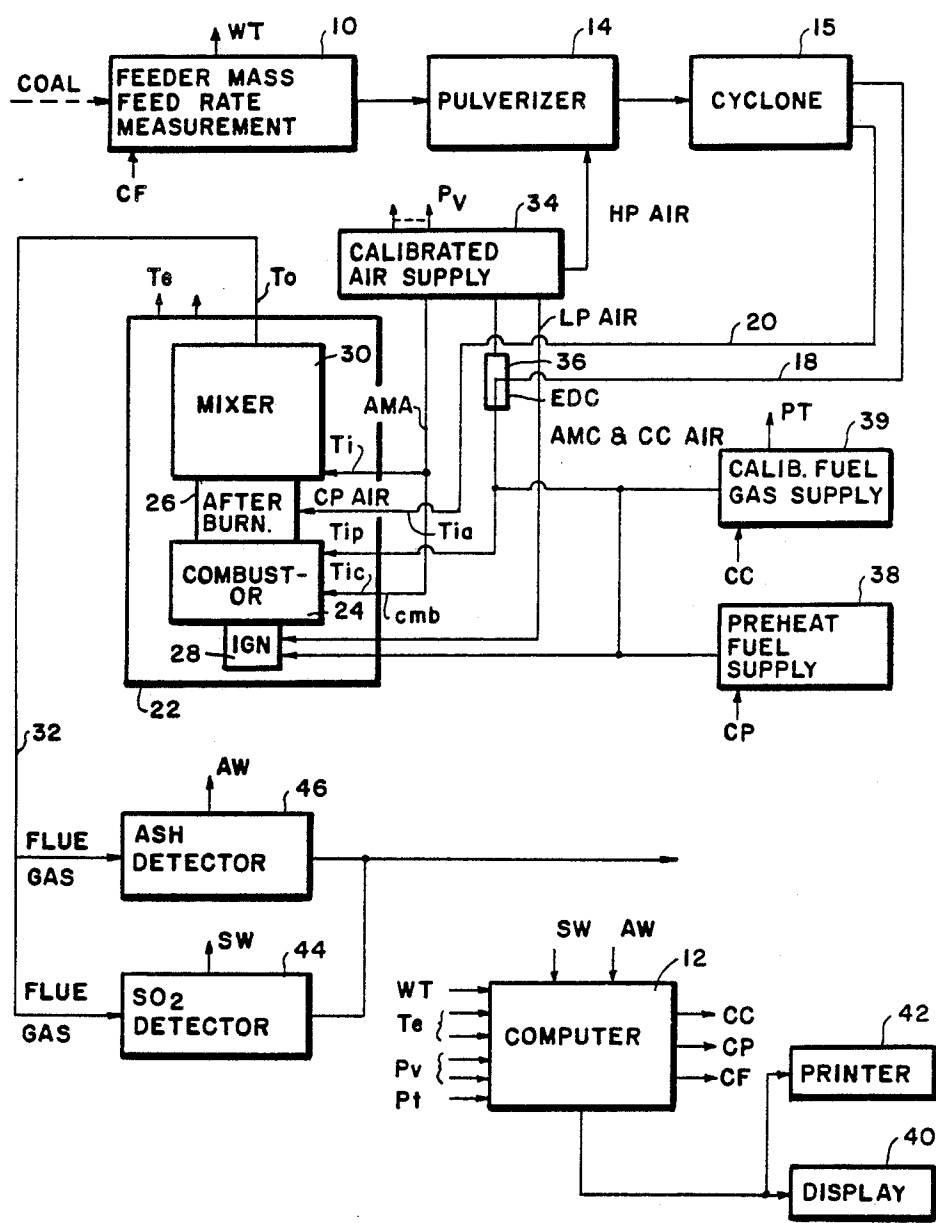 WT
10
14
15
COAL
FEEDER MASS
FEED RATE
MEASUREMENT
PULVERIZER
CYCLONE
CF
PV
34
HP AIR
CALIBRATED
AIR SUPPLY
Te
To
LP AIR
20
30
36
18
MIXER
AMA
EDC
PT
AMC & CC AIR
39
Ti
CALIB. FUEL
GAS SUPPLY
26
AFTER
BURN.
CP AIR
Tia
Tip
CC
COMBUST-
OR
Tic
38
24
cmb
PREHEAT
FUEL
SUPPLY
IGN
28
22
CP
32
AW
46
FLUE
GAS
ASH
DETECTOR
SW
44
SW
AW
12
FLUE
GAS
SO2
DETECTOR
WT
Te
Pv
Pt
COMPUTER
CC
CP
CF
42
PRINTER
40
DISPLAY